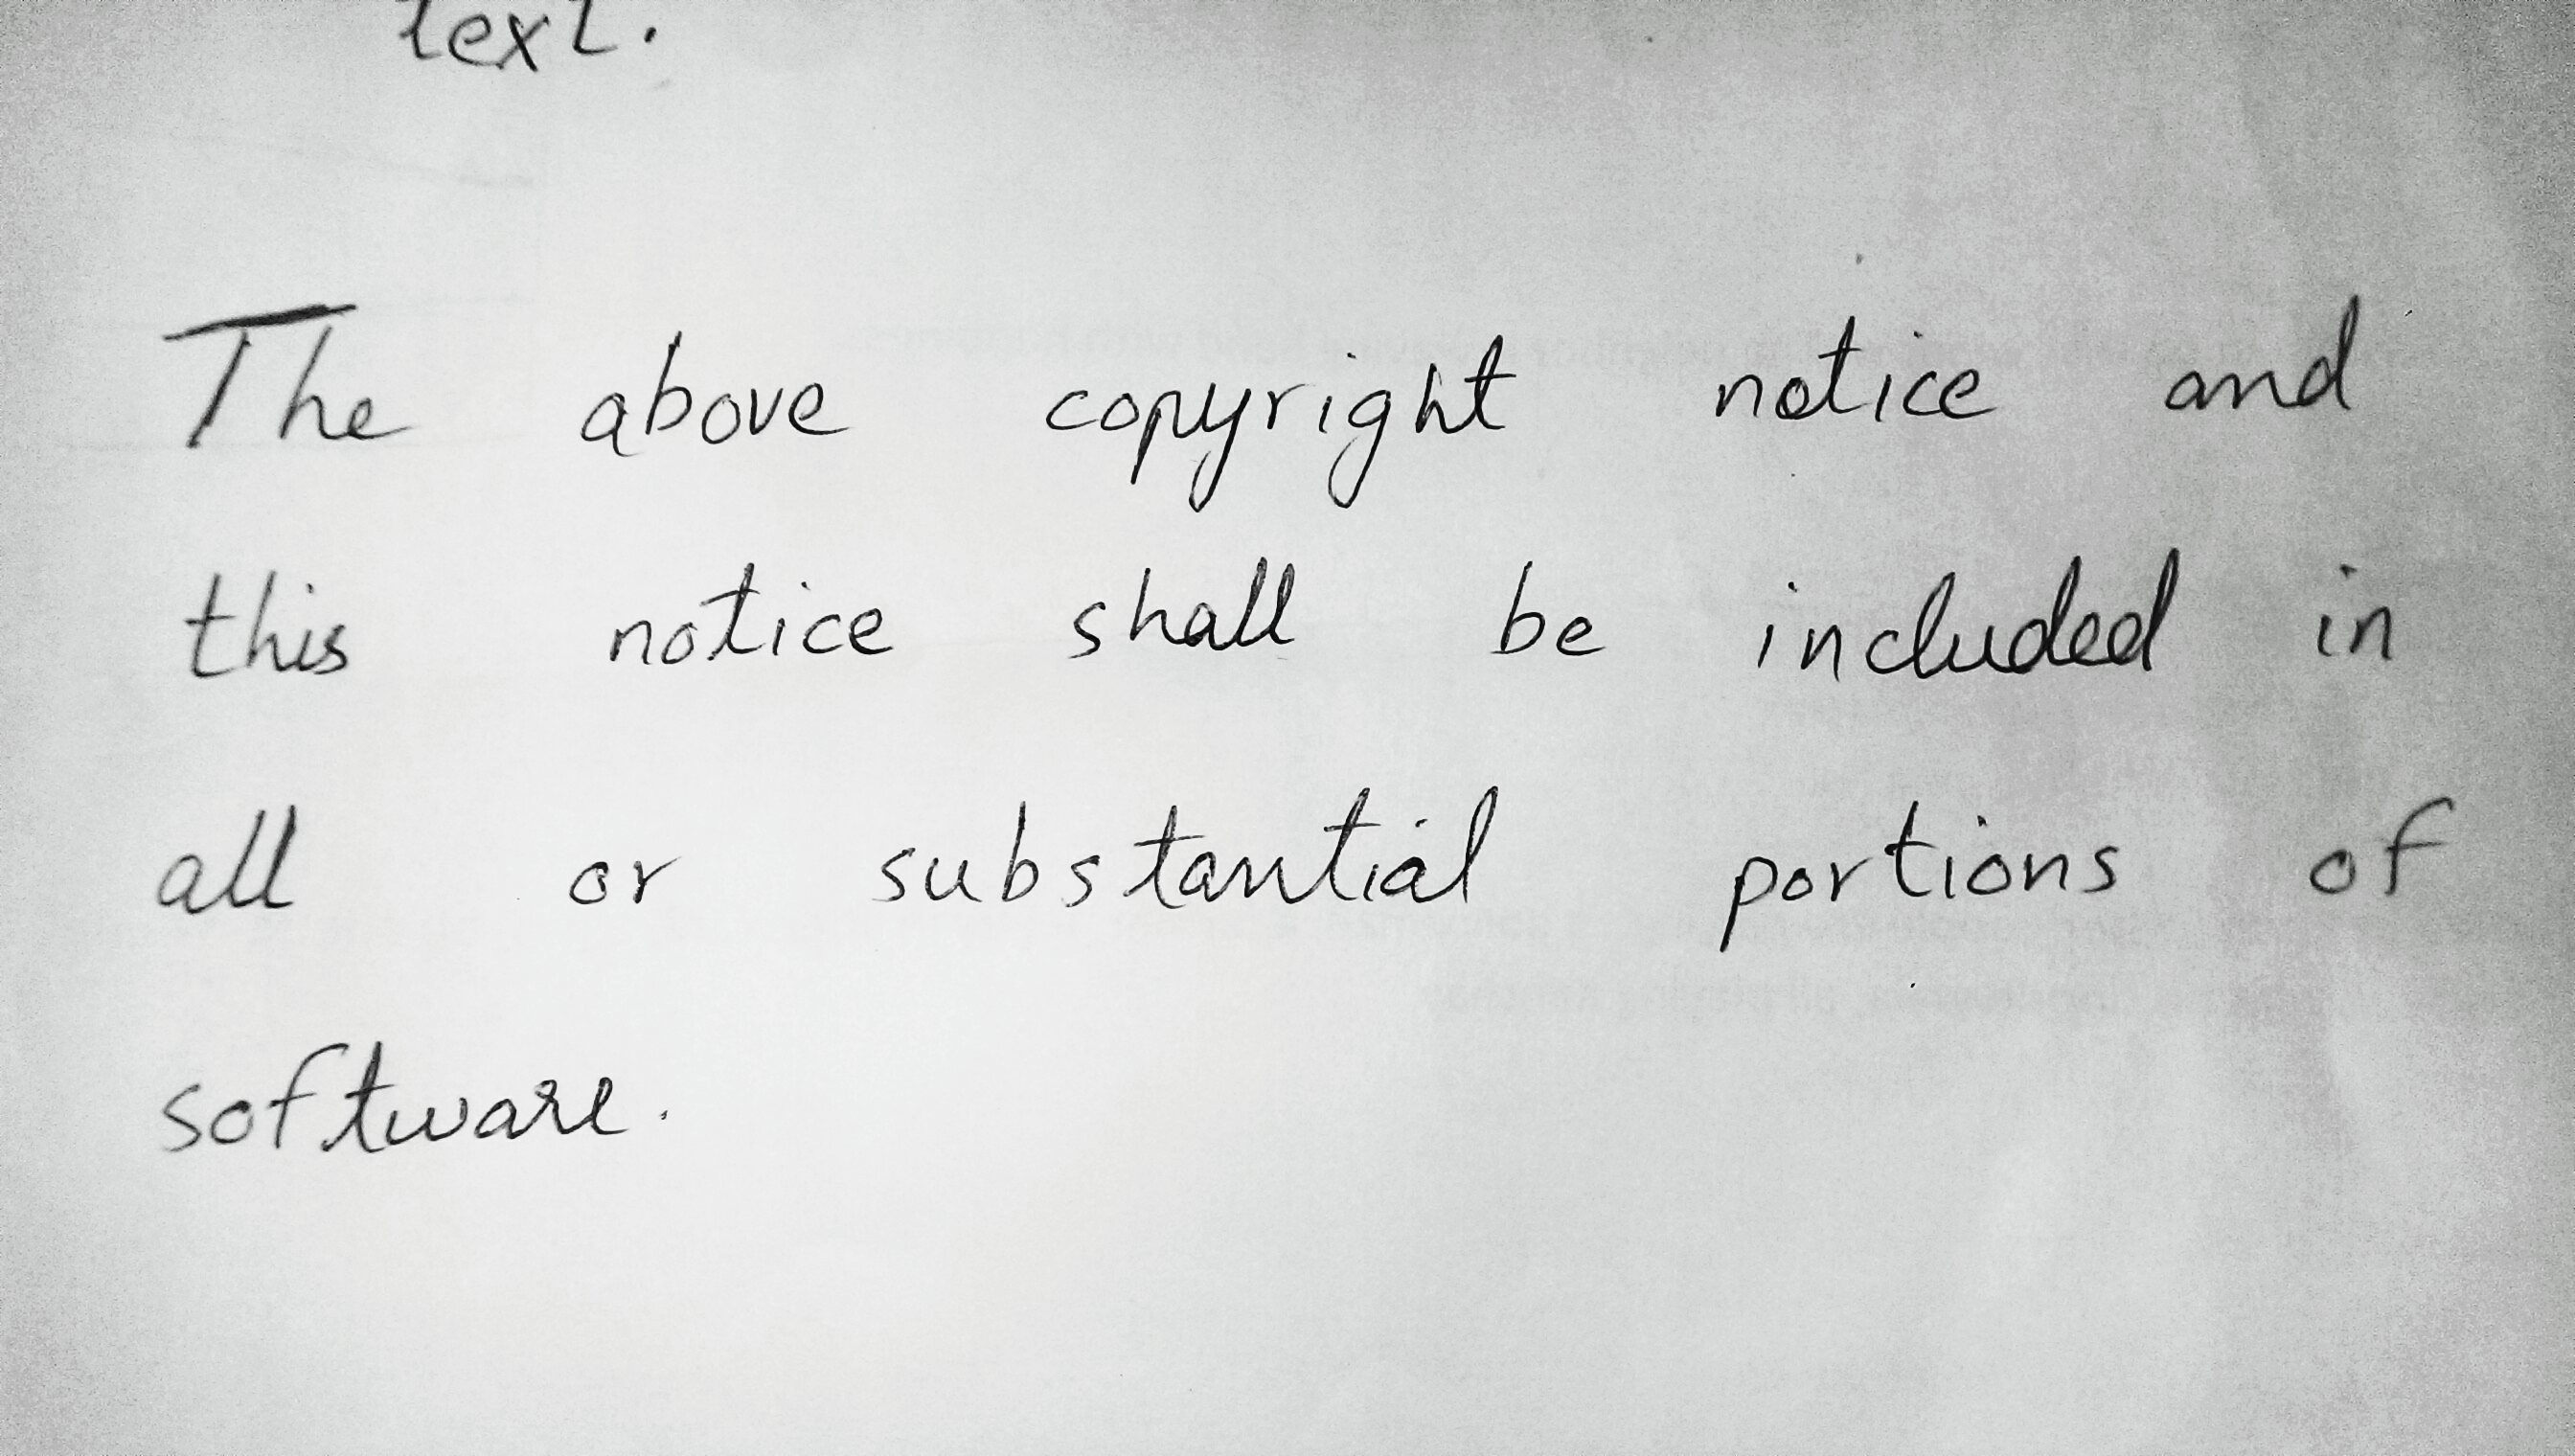 text.
The above copyright notice and
this notice shall be included in
all or substantial portions of
software.